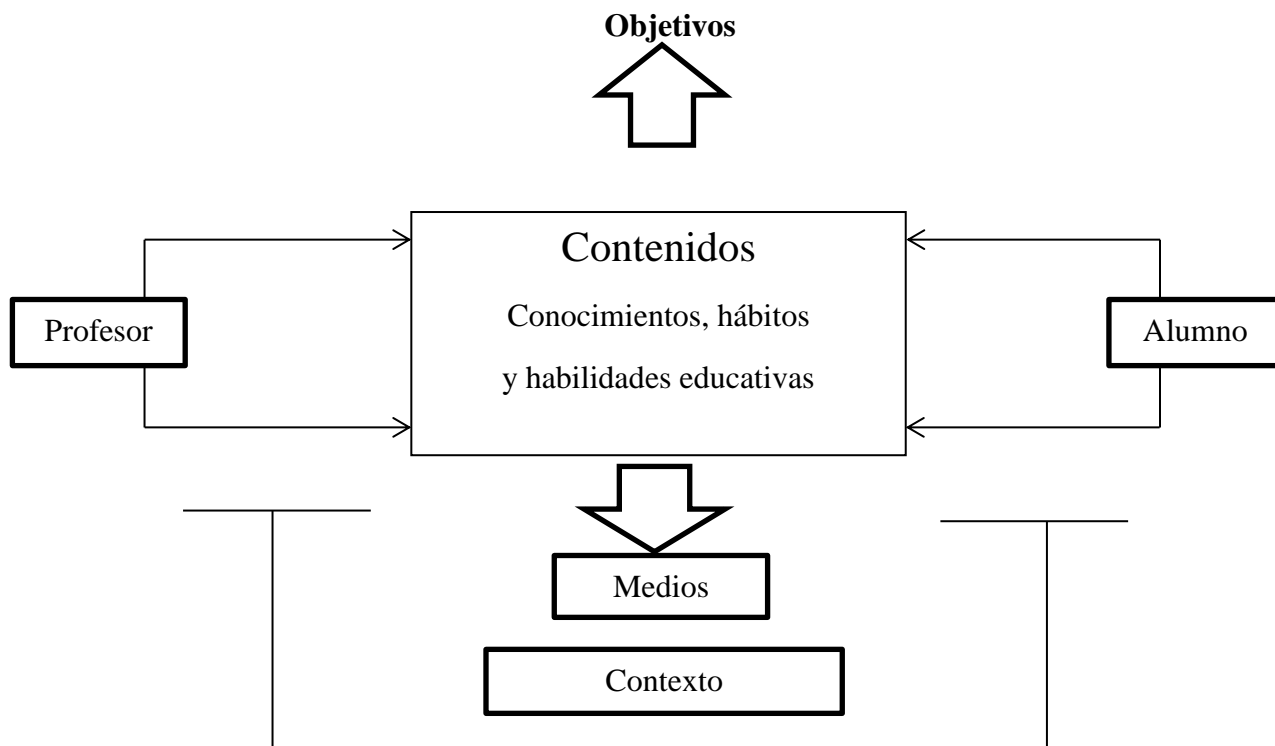 Objetivos
Contenidos
Conocimientos, hábitos
y habilidades educativas
Profesor
Alumno
Medios
Contexto